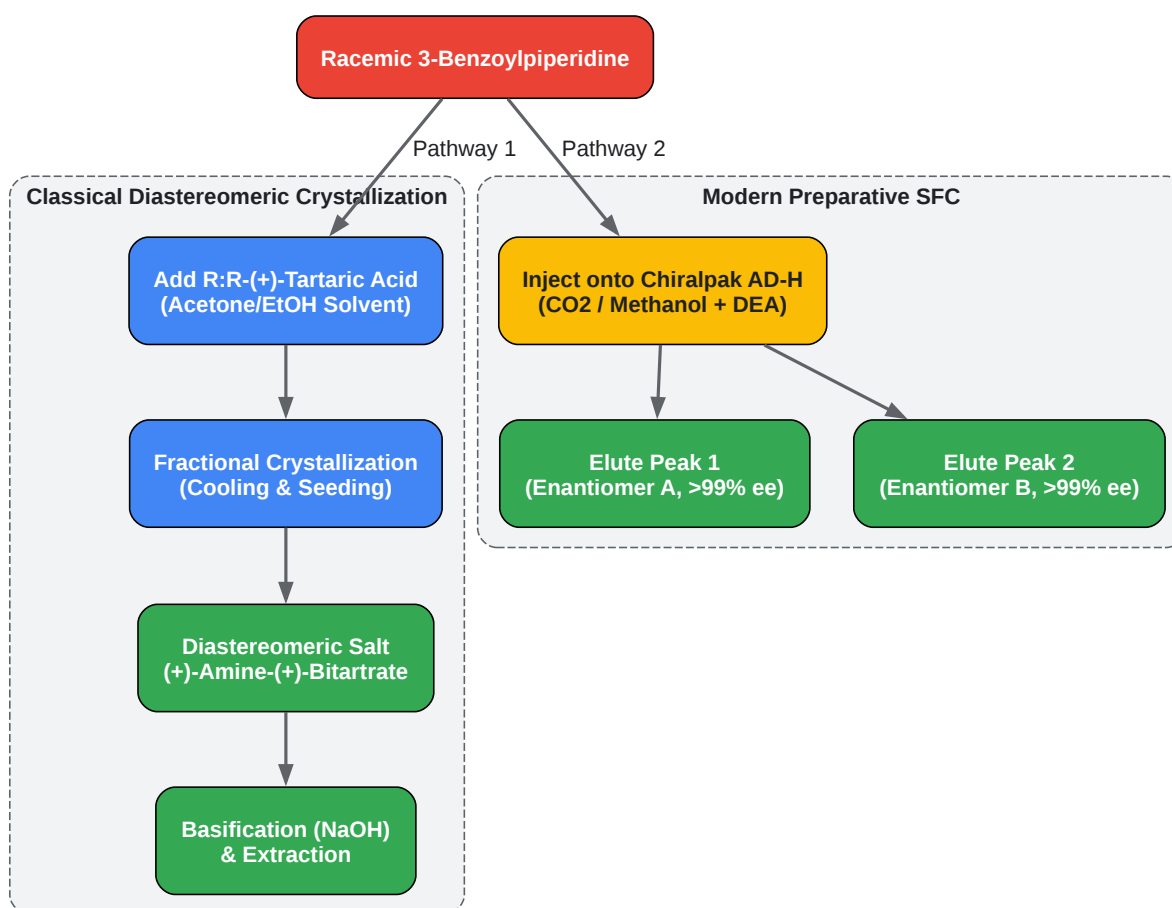 Racemic 3-Benzoylpiperidine
Pathway 1
Pathway 2
Classical Diastereomeric Crystallization
Add R:R-(+)-Tartaric Acid
(Acetone/EtOH Solvent)
Fractional Crystallization
(Cooling & Seeding)
Diastereomeric Salt
(+)-Amine-(+)-Bitartrate
Basification (NaOH)
& Extraction
Modern Preparative SFC
Inject onto Chiralpak AD-H
(CO2 / Methanol + DEA)
Elute Peak 1
(Enantiomer A, >99% ee)
Elute Peak 2
(Enantiomer B, >99% ee)